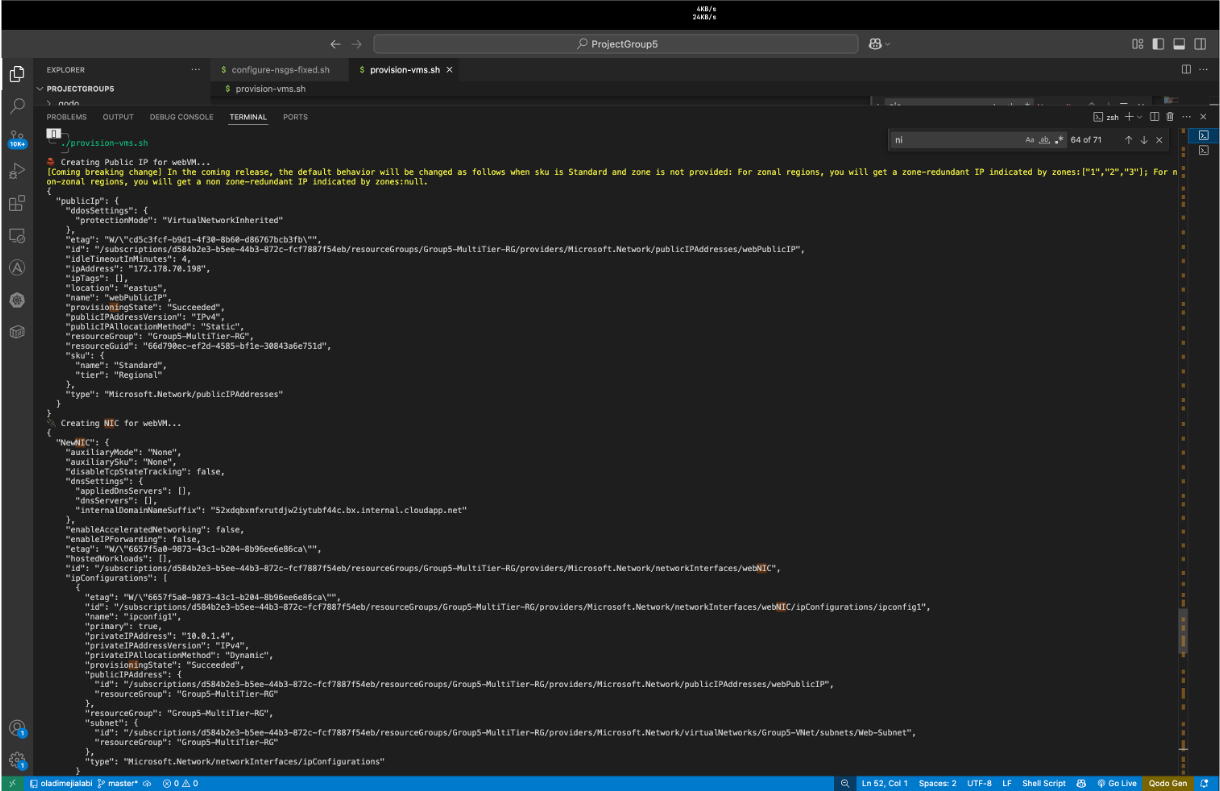 4KB/s
24KB/s
ProjectGroup5
EXPLORER
$ configure-nsgs-fixed.sh
$ provision-vms.sh
PROJECTGROUP5
$ provision-vms.sh
PROBLEMS OUTPUT DEBUG CONSOLE TERMINAL PORTS
zsh
ni
Aa ab .* 64 of 71
10K+
./provision-vms.sh
Creating Public IP for webVM...
[Coming breaking change] In the coming release, the default behavior will be changed as follows when sku is Standard and zone is not provided: For zonal regions, you will get a zone-redundant IP indicated by zones:["1","2","3"]; For n
on-zonal regions, you will get a non zone-redundant IP indicated by zones:null.
{
"publicIp": {
"ddosSettings": {
"protectionMode": "VirtualNetworkInherited"
},
"etag": "W/\"cd5c3fcf-b9d1-4f30-8b60-d86767bcb3fb\"",
"id": "/subscriptions/d584b2e3-b5ee-44b3-872c-fcf7887f54eb/resourceGroups/Group5-MultiTier-RG/providers/Microsoft.Network/publicIPAddresses/webPublicIP",
"idleTimeoutInMinutes": 4,
"ipAddress": "172.178.70.198",
"ipTags": [],
"location": "eastus",
"name": "webPublicIP",
"provisioningState": "Succeeded",
"publicIPAddressVersion": "IPv4",
"publicIPAllocationMethod": "Static",
"resourceGroup": "Group5-MultiTier-RG",
"resourceGuid": "66d790ec-ef2d-4585-bf1e-30843a6e751d",
"sku": {
"name": "Standard",
"tier": "Regional"
},
"type": "Microsoft.Network/publicIPAddresses"
}
}
Creating NIC for webVM...
{
"NewNIC": {
"auxiliaryMode": "None",
"auxiliarySku": "None",
"disableTcpStateTracking": false,
"dnsSettings": {
"appliedDnsServers": [],
"dnsServers": [],
"internalDomainNameSuffix": "52xdqbxnfxrutdjw2iytubf44c.bx.internal.cloudapp.net"
},
"enableAcceleratedNetworking": false,
"enableIPForwarding": false,
"etag": "W/\"6657f5a0-9873-43c1-b204-8b96ee6e86ca\"",
"hostedWorkloads": [],
"id": "/subscriptions/d584b2e3-b5ee-44b3-872c-fcf7887f54eb/resourceGroups/Group5-MultiTier-RG/providers/Microsoft.Network/networkInterfaces/webNIC",
"ipConfigurations": [
{
"etag": "W/\"6657f5a0-9873-43c1-b204-8b96ee6e86ca\"",
"id": "/subscriptions/d584b2e3-b5ee-44b3-872c-fcf7887f54eb/resourceGroups/Group5-MultiTier-RG/providers/Microsoft.Network/networkInterfaces/webNIC/ipConfigurations/ipconfig1",
"name": "ipconfig1",
"primary": true,
"privateIPAddress": "10.0.1.4",
"privateIPAddressVersion": "IPv4",
"privateIPAllocationMethod": "Dynamic",
"provisioningState": "Succeeded",
"publicIPAddress": {
"id": "/subscriptions/d584b2e3-b5ee-44b3-872c-fcf7887f54eb/resourceGroups/Group5-MultiTier-RG/providers/Microsoft.Network/publicIPAddresses/webPublicIP",
"resourceGroup": "Group5-MultiTier-RG"
},
"resourceGroup": "Group5-MultiTier-RG",
"subnet": {
"id": "/subscriptions/d584b2e3-b5ee-44b3-872c-fcf7887f54eb/resourceGroups/Group5-MultiTier-RG/providers/Microsoft.Network/virtualNetworks/Group5-VNet/subnets/Web-Subnet",
"resourceGroup": "Group5-MultiTier-RG"
},
"type": "Microsoft.Network/networkInterfaces/ipConfigurations"
}
1
1
oladimejialabi master* 0 0 Ln 52, Col 1 Spaces: 2 UTF-8 LF Shell Script Go Live Qodo Gen